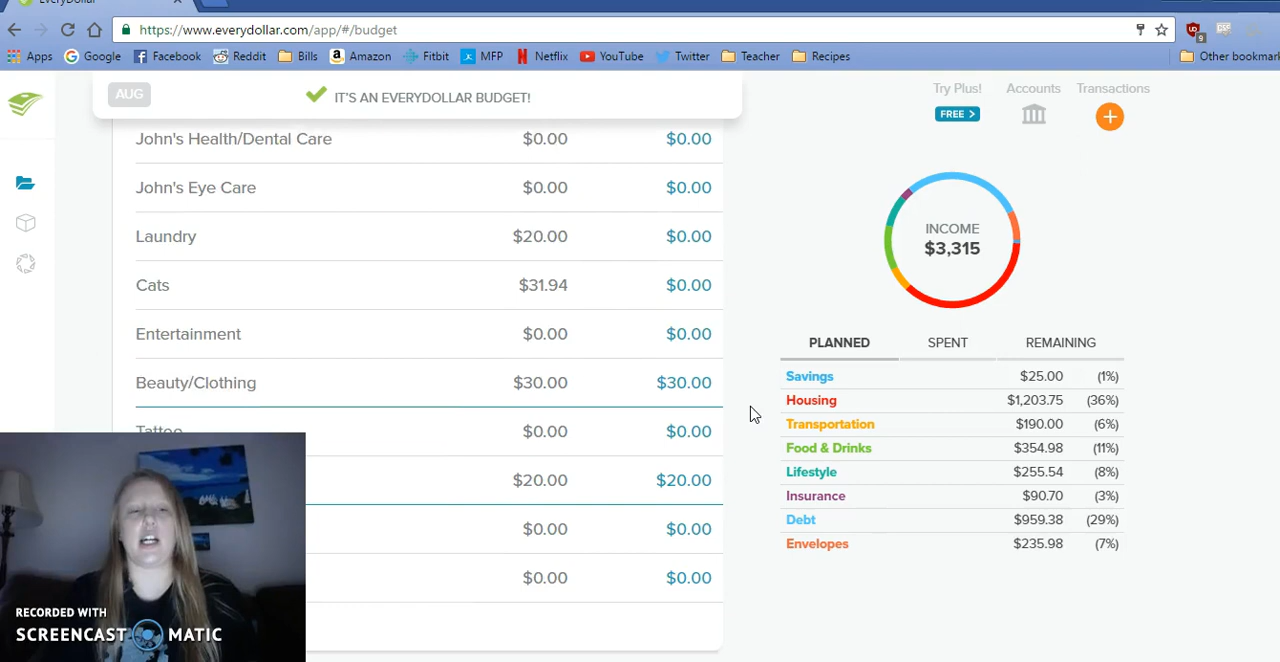 EveryDollar
https://www.everydollar.com/app/#/budget
Apps Google Facebook Reddit Bills Amazon Fitbit MFP Netflix YouTube Twitter Teacher Recipes Other bookmar
AUG IT'S AN EVERYDOLLAR BUDGET!
Try Plus! Accounts Transactions
FREE >
John's Health/Dental Care $0.00 $0.00
John's Eye Care $0.00 $0.00
Laundry $20.00 $0.00
Cats $31.94 $0.00
Entertainment $0.00 $0.00
Beauty/Clothing $30.00 $30.00
Tattoo $0.00 $0.00
$20.00 $20.00
$0.00 $0.00
$0.00 $0.00
INCOME
$3,315
PLANNED SPENT REMAINING
Savings $25.00 (1%)
Housing $1,203.75 (36%)
Transportation $190.00 (6%)
Food & Drinks $354.98 (11%)
Lifestyle $255.54 (8%)
Insurance $90.70 (3%)
Debt $959.38 (29%)
Envelopes $235.98 (7%)
RECORDED WITH
SCREENCAST MATIC